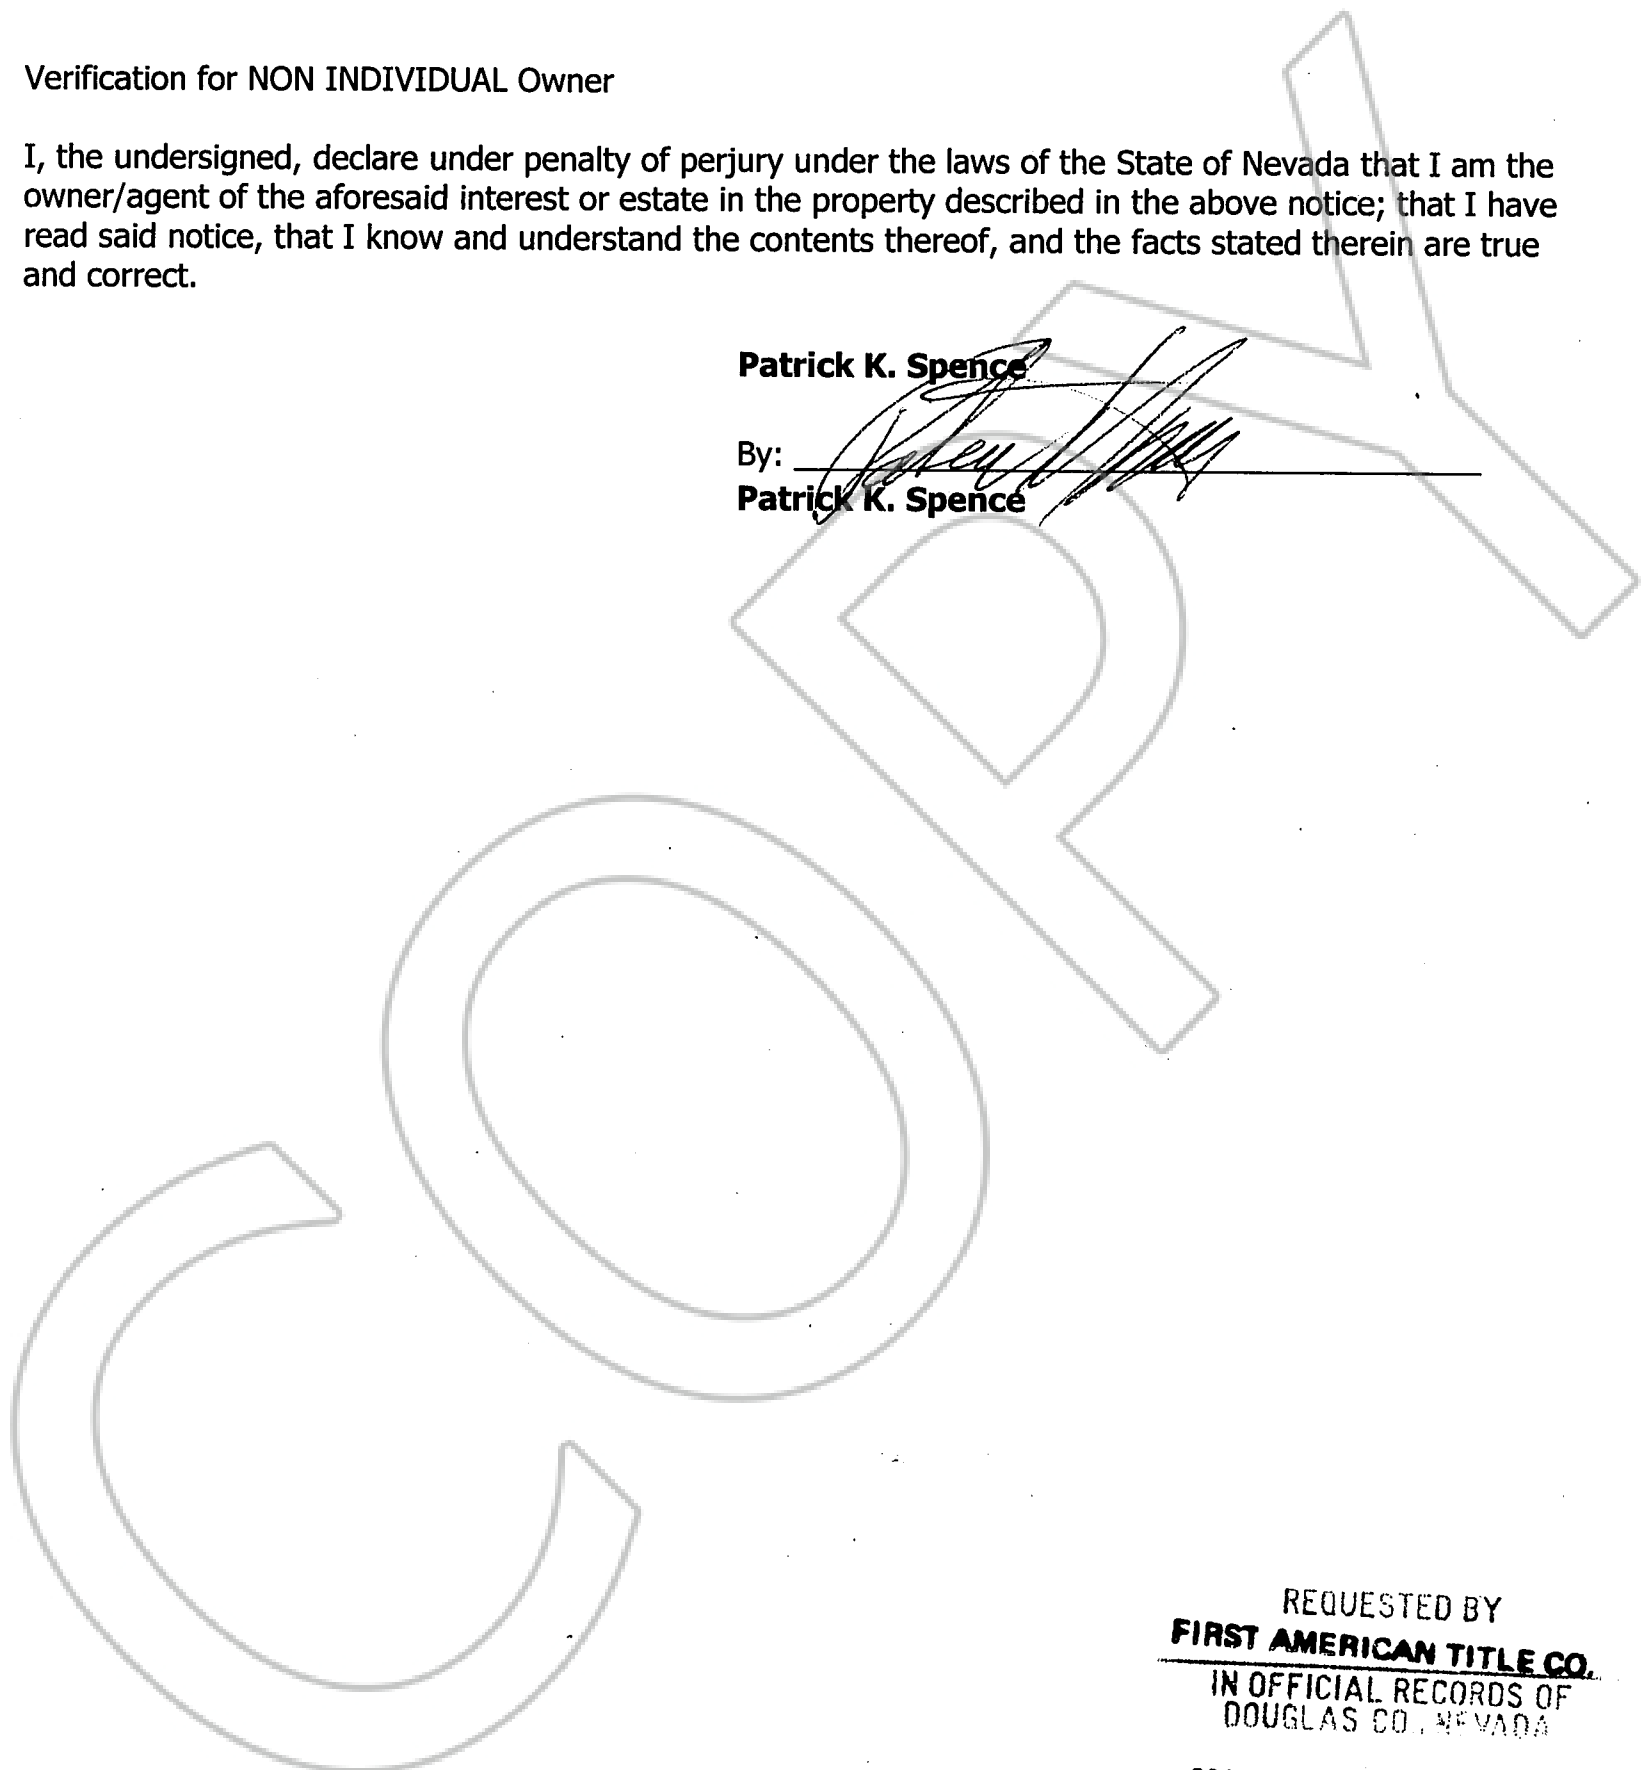 Verification for NON INDIVIDUAL Owner
I, the undersigned, declare under penalty of perjury under the laws of the State of Nevada that I am the
owner/agent of the aforesaid interest or estate in the property described in the above notice; that I have
read said notice, that I know and understand the contents thereof, and the facts stated therein are true
and correct.
Patrick K. Spence
By:
Patrick K. Spence
COPY
REQUESTED BY
FIRST AMERICAN TITLE CO.
IN OFFICIAL RECORDS OF
DOUGLAS CO., NEVADA